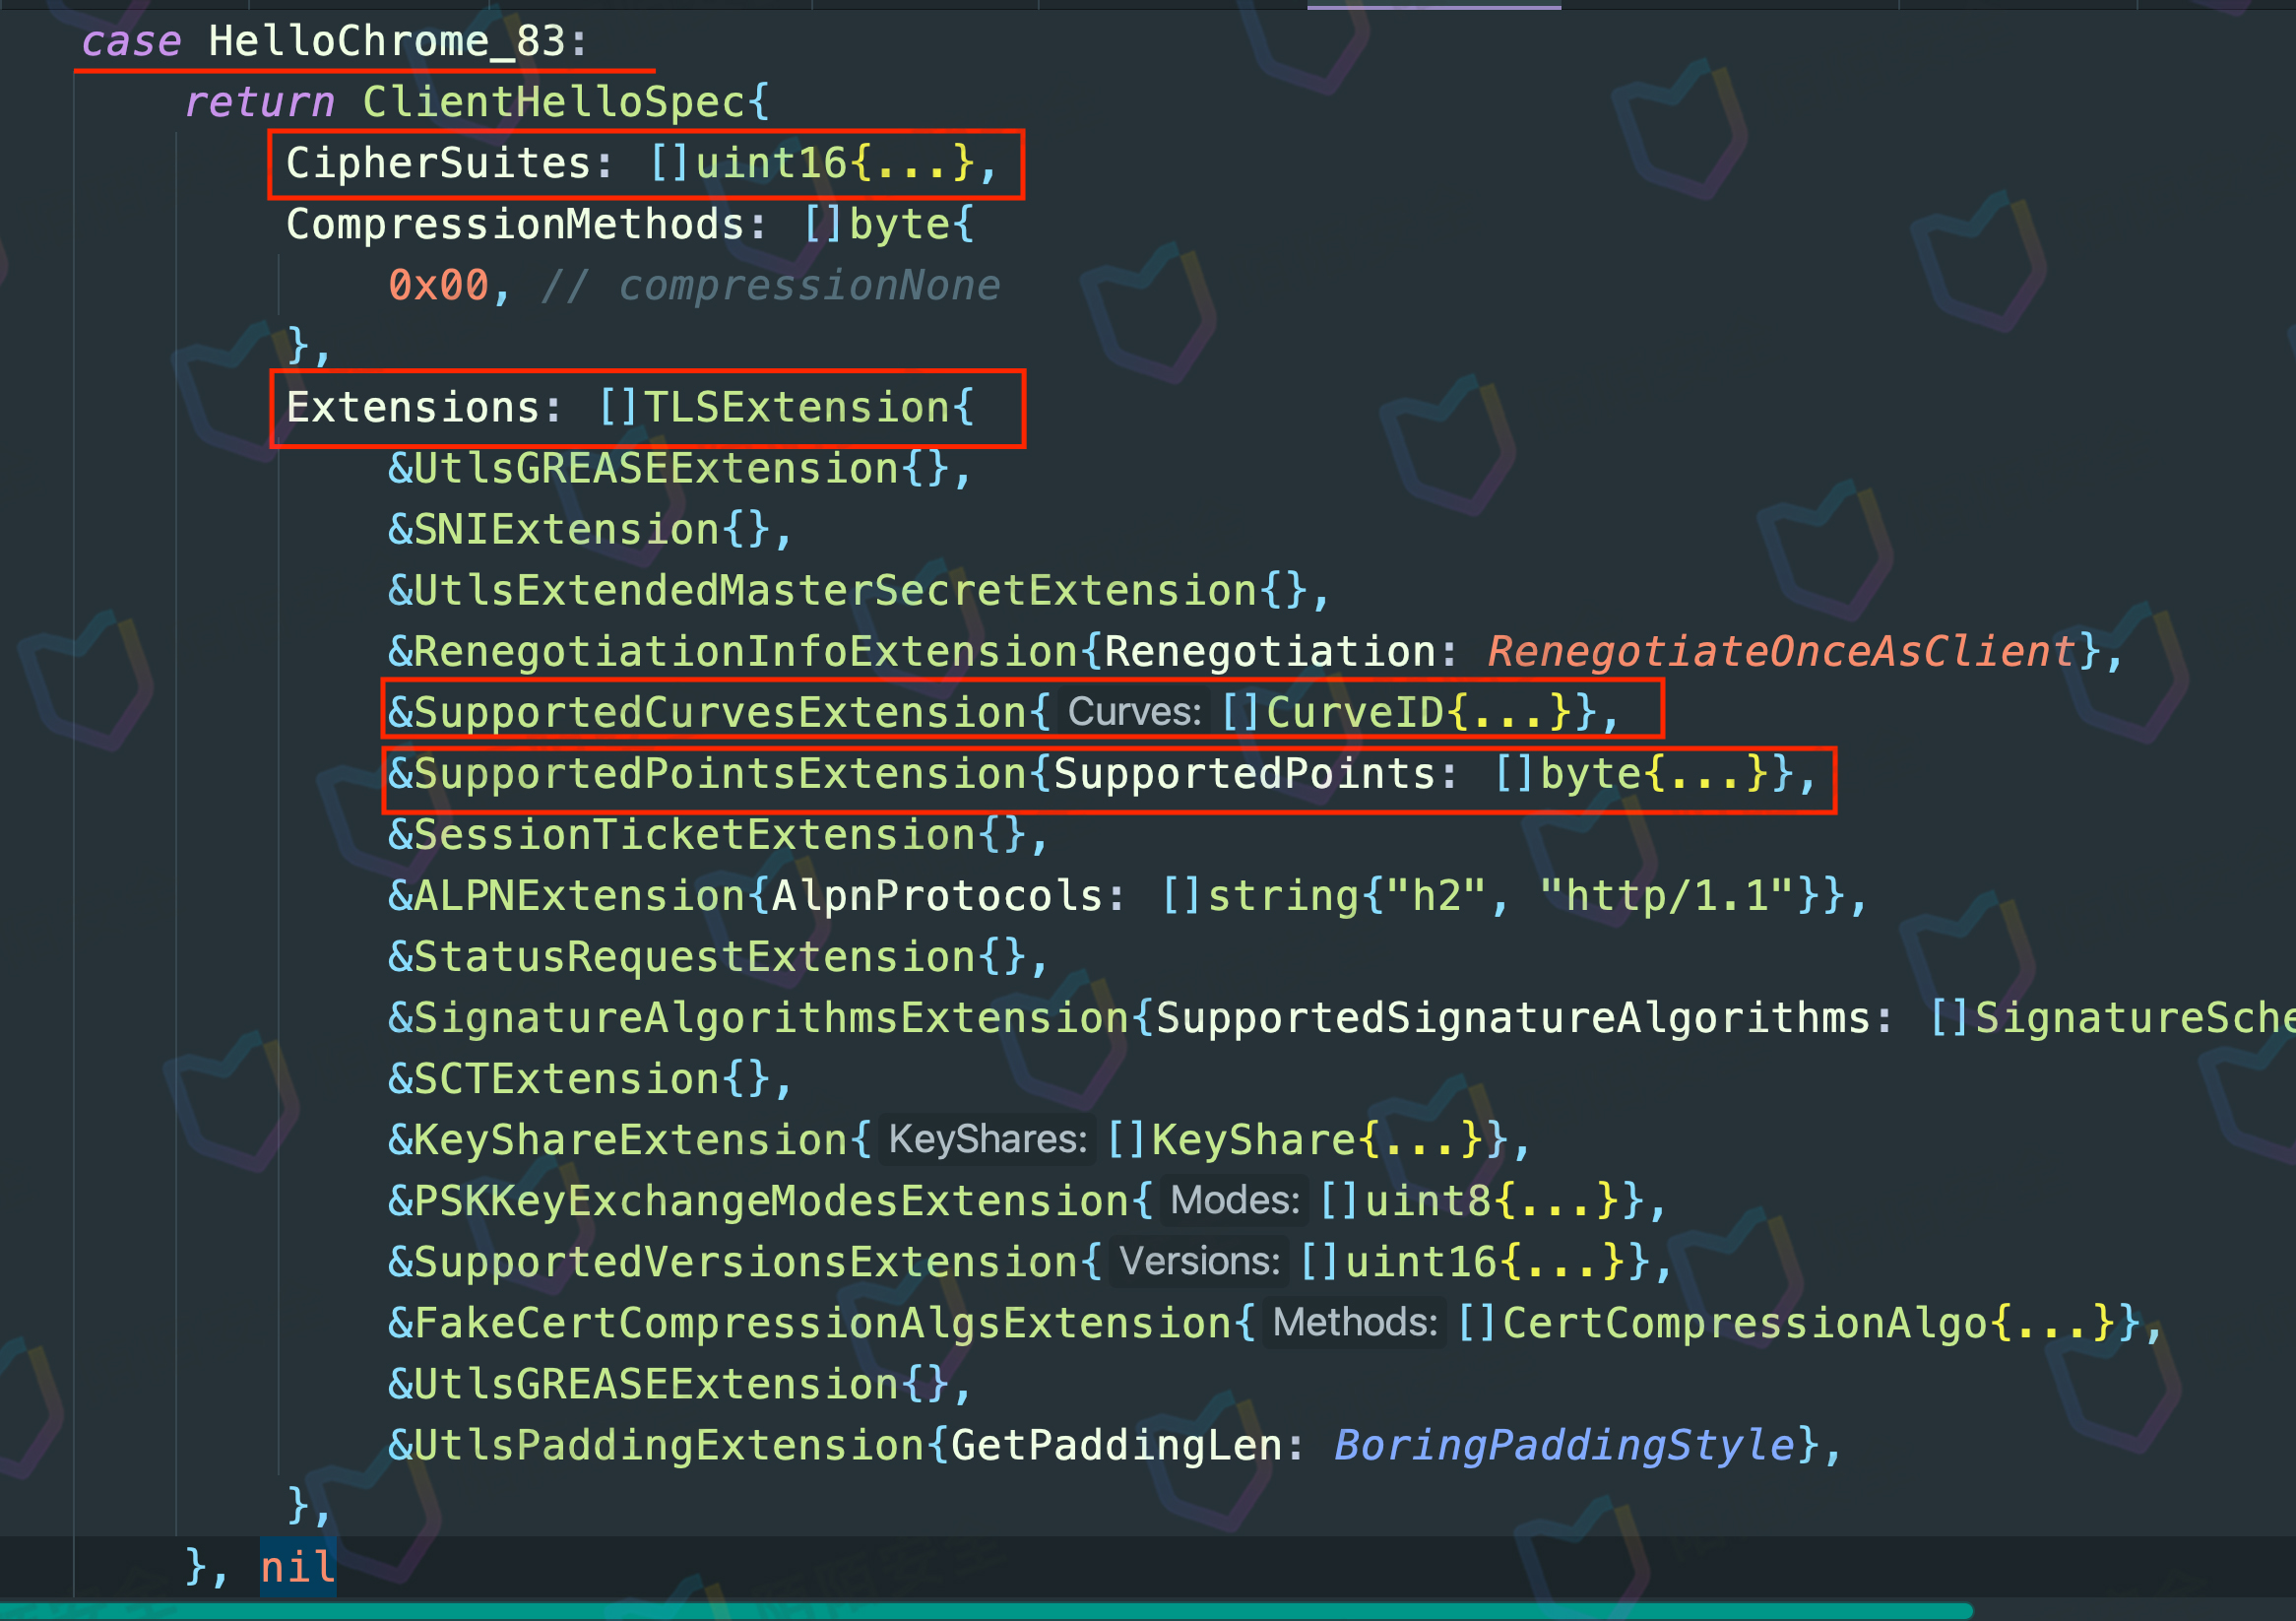 case HelloChrome_83:
return ClientHelloSpec{
CipherSuites: []uint16{...},
CompressionMethods: []byte{
0x00, // compressionNone
},
Extensions: []TLSExtension{
&UtlsGREASEExtension{},
&SNIExtension{},
&UtlsExtendedMasterSecretExtension{},
&RenegotiationInfoExtension{Renegotiation: RenegotiateOnceAsClient},
&SupportedCurvesExtension{ Curves: []CurveID{...}},
&SupportedPointsExtension{SupportedPoints: []byte{...}},
&SessionTicketExtension{},
&ALPNExtension{AlpnProtocols: []string{"h2", "http/1.1"}},
&StatusRequestExtension{},
&SignatureAlgorithmsExtension{SupportedSignatureAlgorithms: []SignatureSche
&SCTExtension{},
&KeyShareExtension{ KeyShares: []KeyShare{...}},
&PSKKeyExchangeModesExtension{ Modes: []uint8{...}},
&SupportedVersionsExtension{ Versions: []uint16{...}},
&FakeCertCompressionAlgsExtension{ Methods: []CertCompressionAlgo{...}},
&UtlsGREASEExtension{},
&UtlsPaddingExtension{GetPaddingLen: BoringPaddingStyle},
},
}, nil